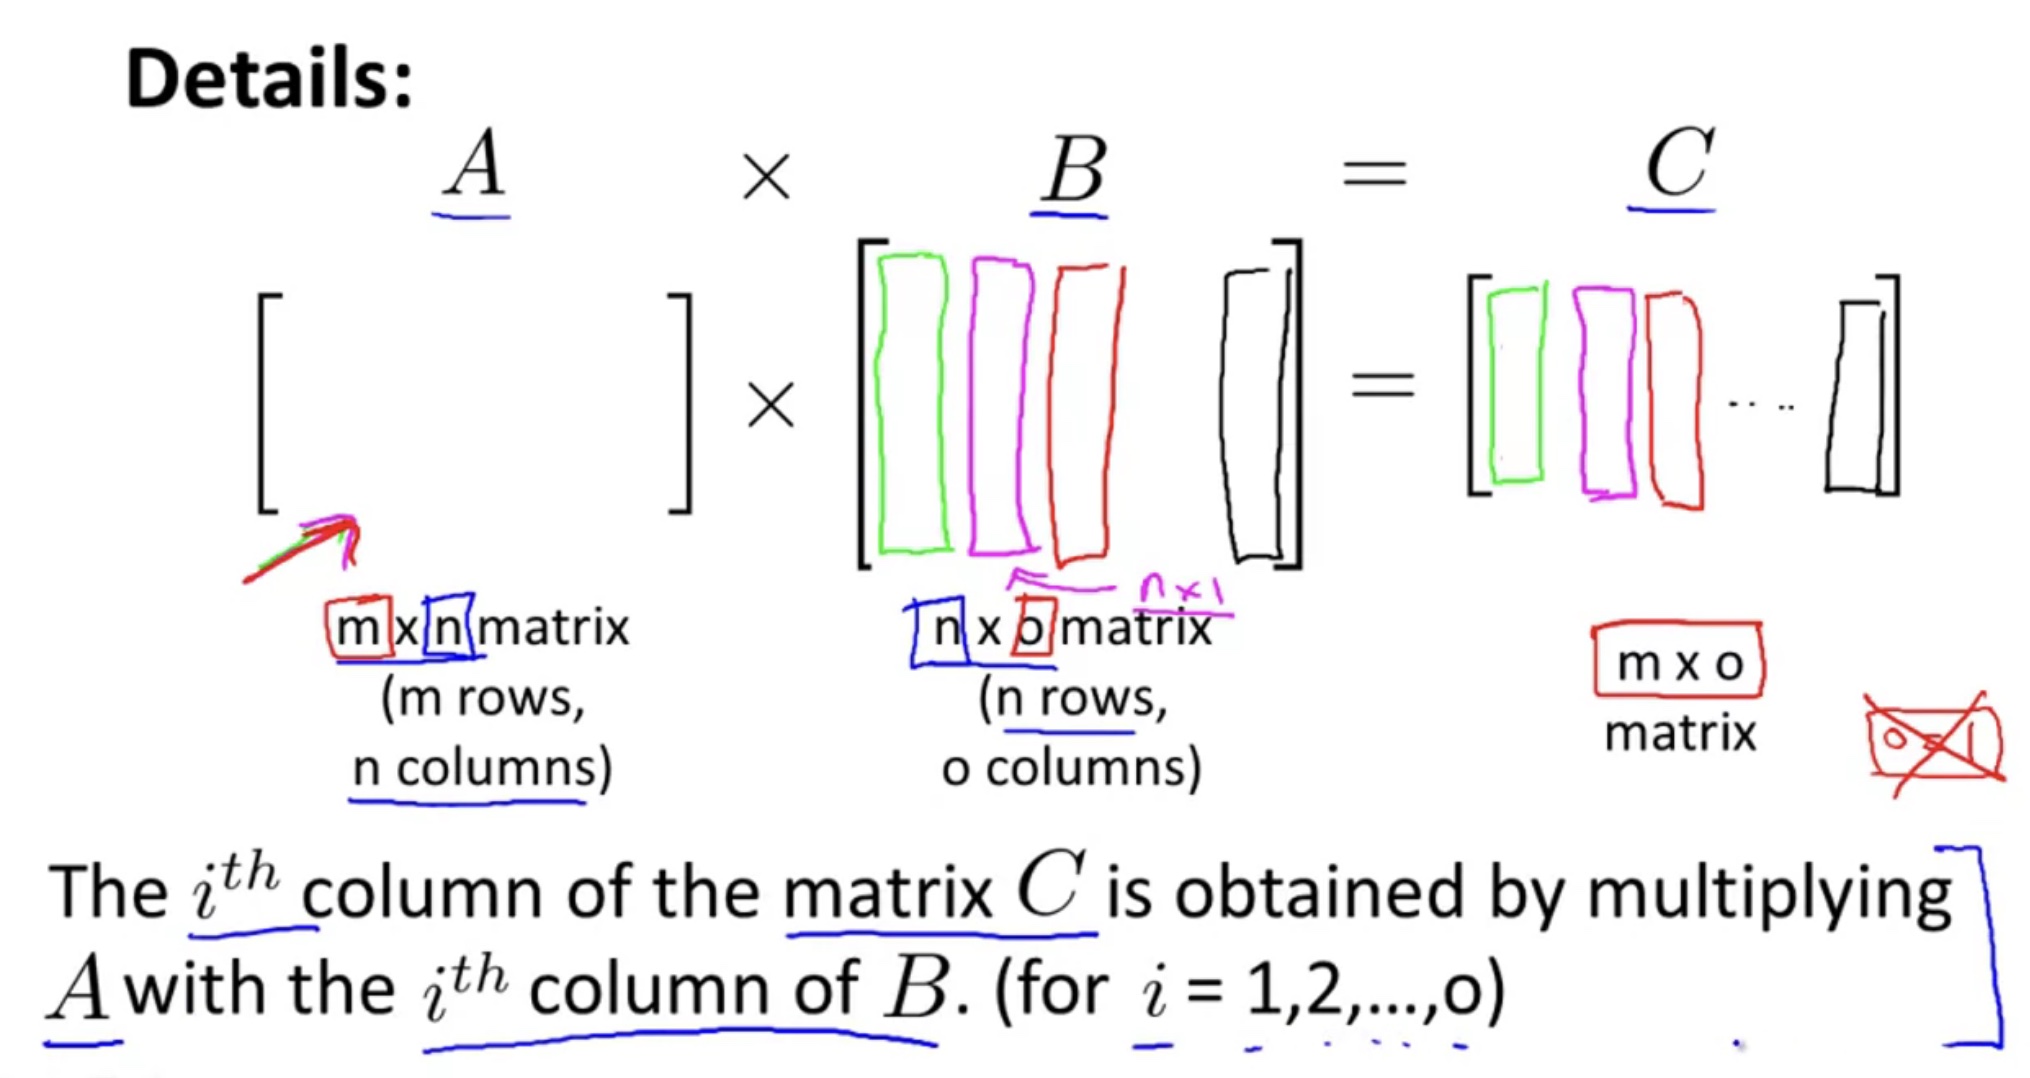 Details:
A × B = C
[ ] × [ ] = [ .... ]
n x 1
m x n matrix
(m rows,
n columns)
n x o matrix
(n rows,
o columns)
m x o
matrix
o = 1
The i^{th} column of the matrix C is obtained by multiplying
A with the i^{th} column of B. (for i = 1,2,...,o)